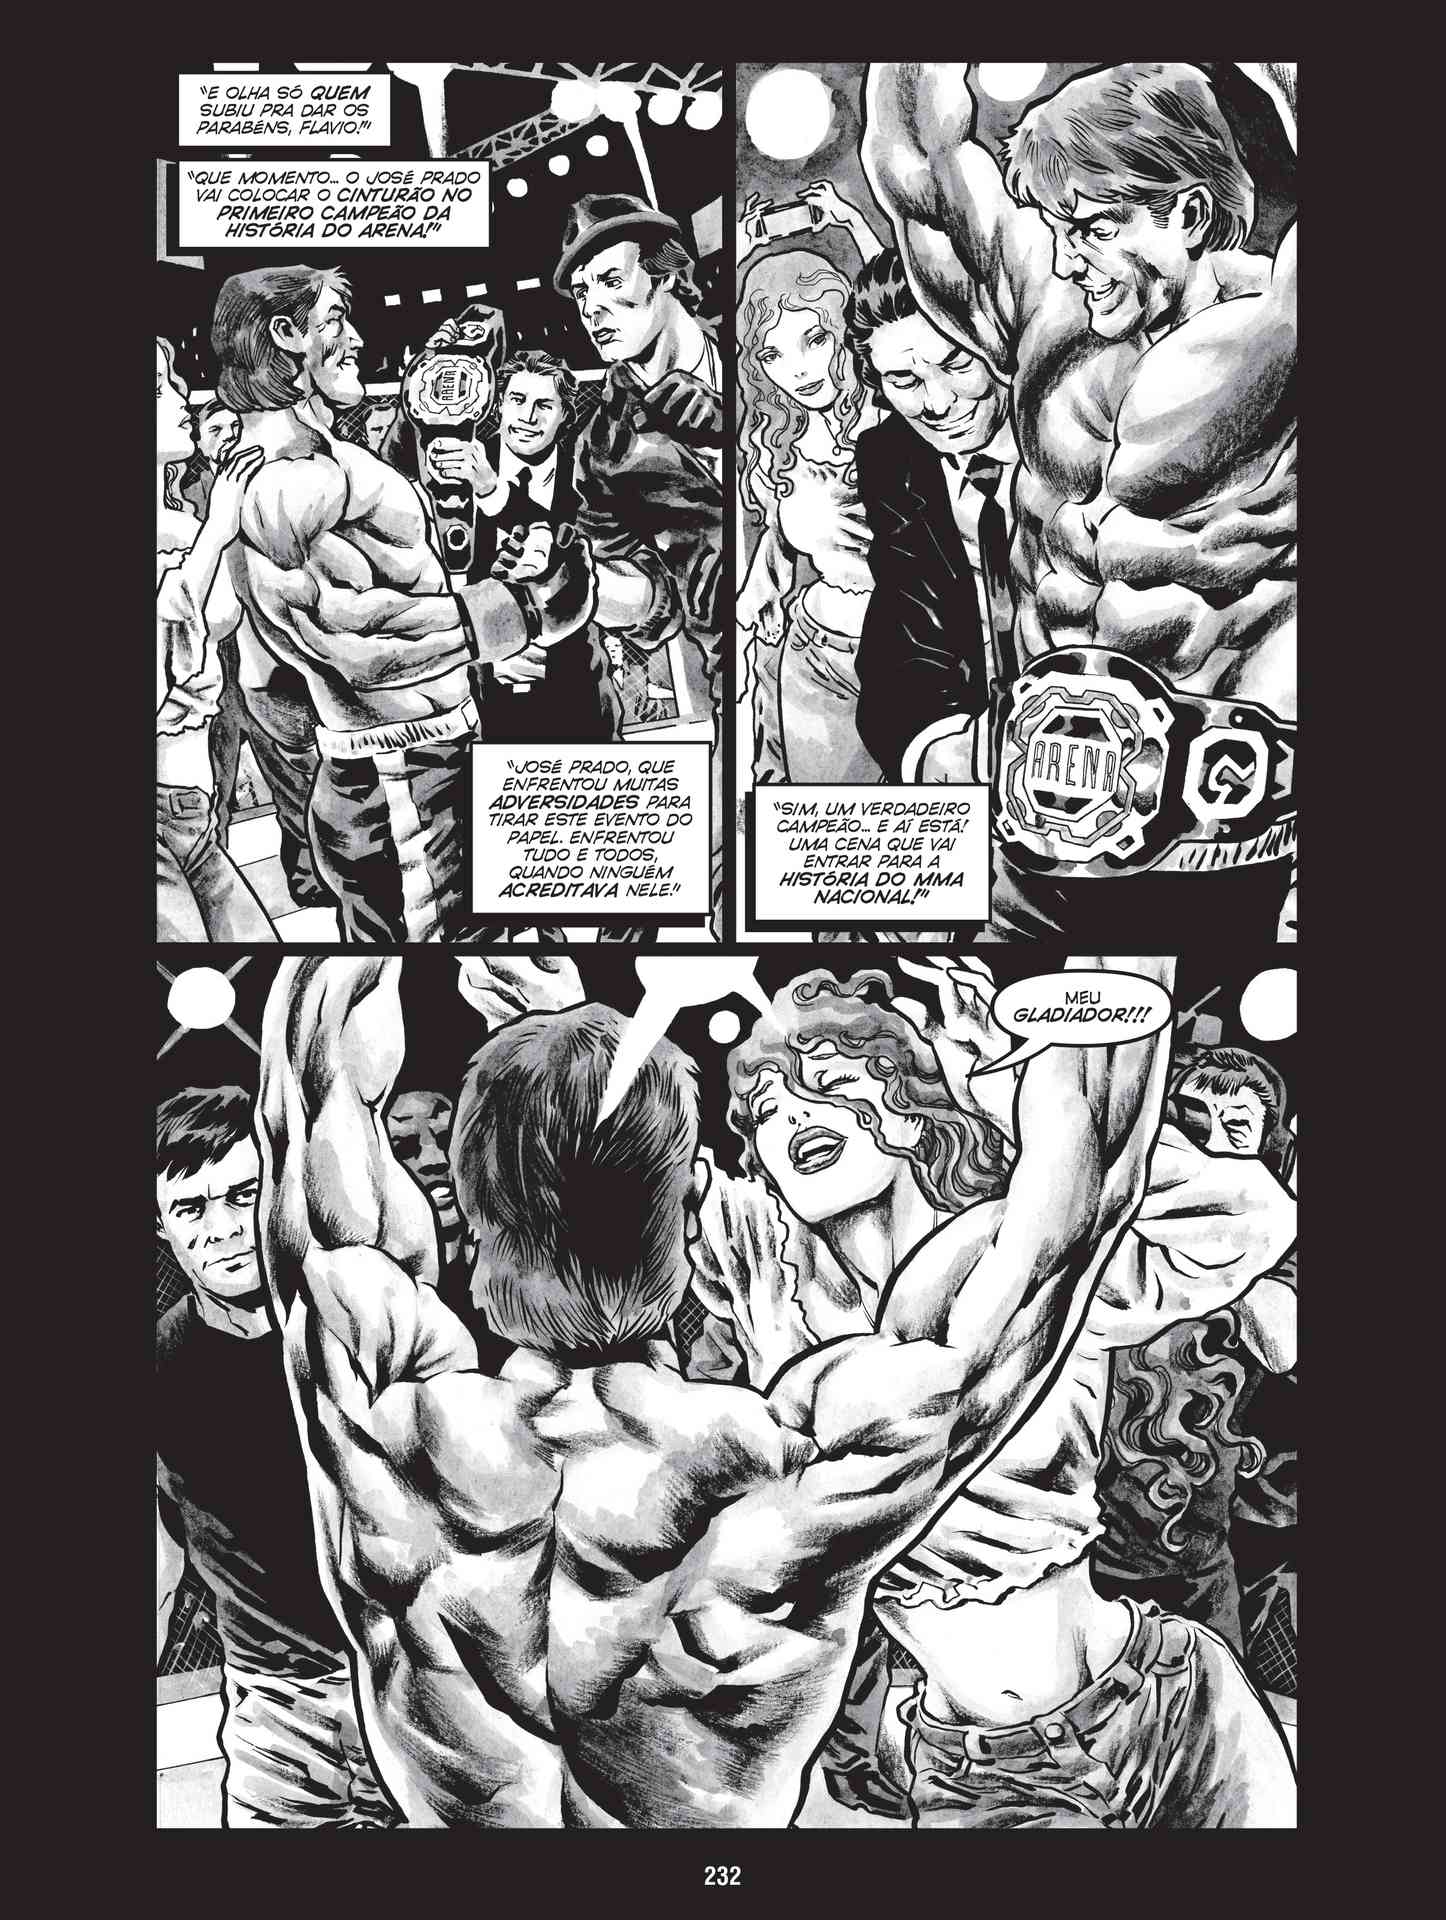 "E OLHA SÓ QUEM
SUBIU PRA DAR OS
PARABÉNS, FLAVIO!"
"QUE MOMENTO... O JOSÉ PRADO
VAI COLOCAR O CINTURÃO NO
PRIMEIRO CAMPEÃO DA
HISTÓRIA DO ARENA!"
ARENA
"JOSÉ PRADO, QUE
ENFRENTOU MUITAS
ADVERSIDADES PARA
TIRAR ESTE EVENTO DO
PAPEL. ENFRENTOU
TUDO E TODOS,
QUANDO NINGUÉM
ACREDITAVA NELE."
ARENA
"SIM, UM VERDADEIRO
CAMPEÃO... E AÍ ESTÁ!
UMA CENA QUE VAI
ENTRAR PARA A
HISTÓRIA DO MMA
NACIONAL!"
MEU
GLADIADOR!!!
232